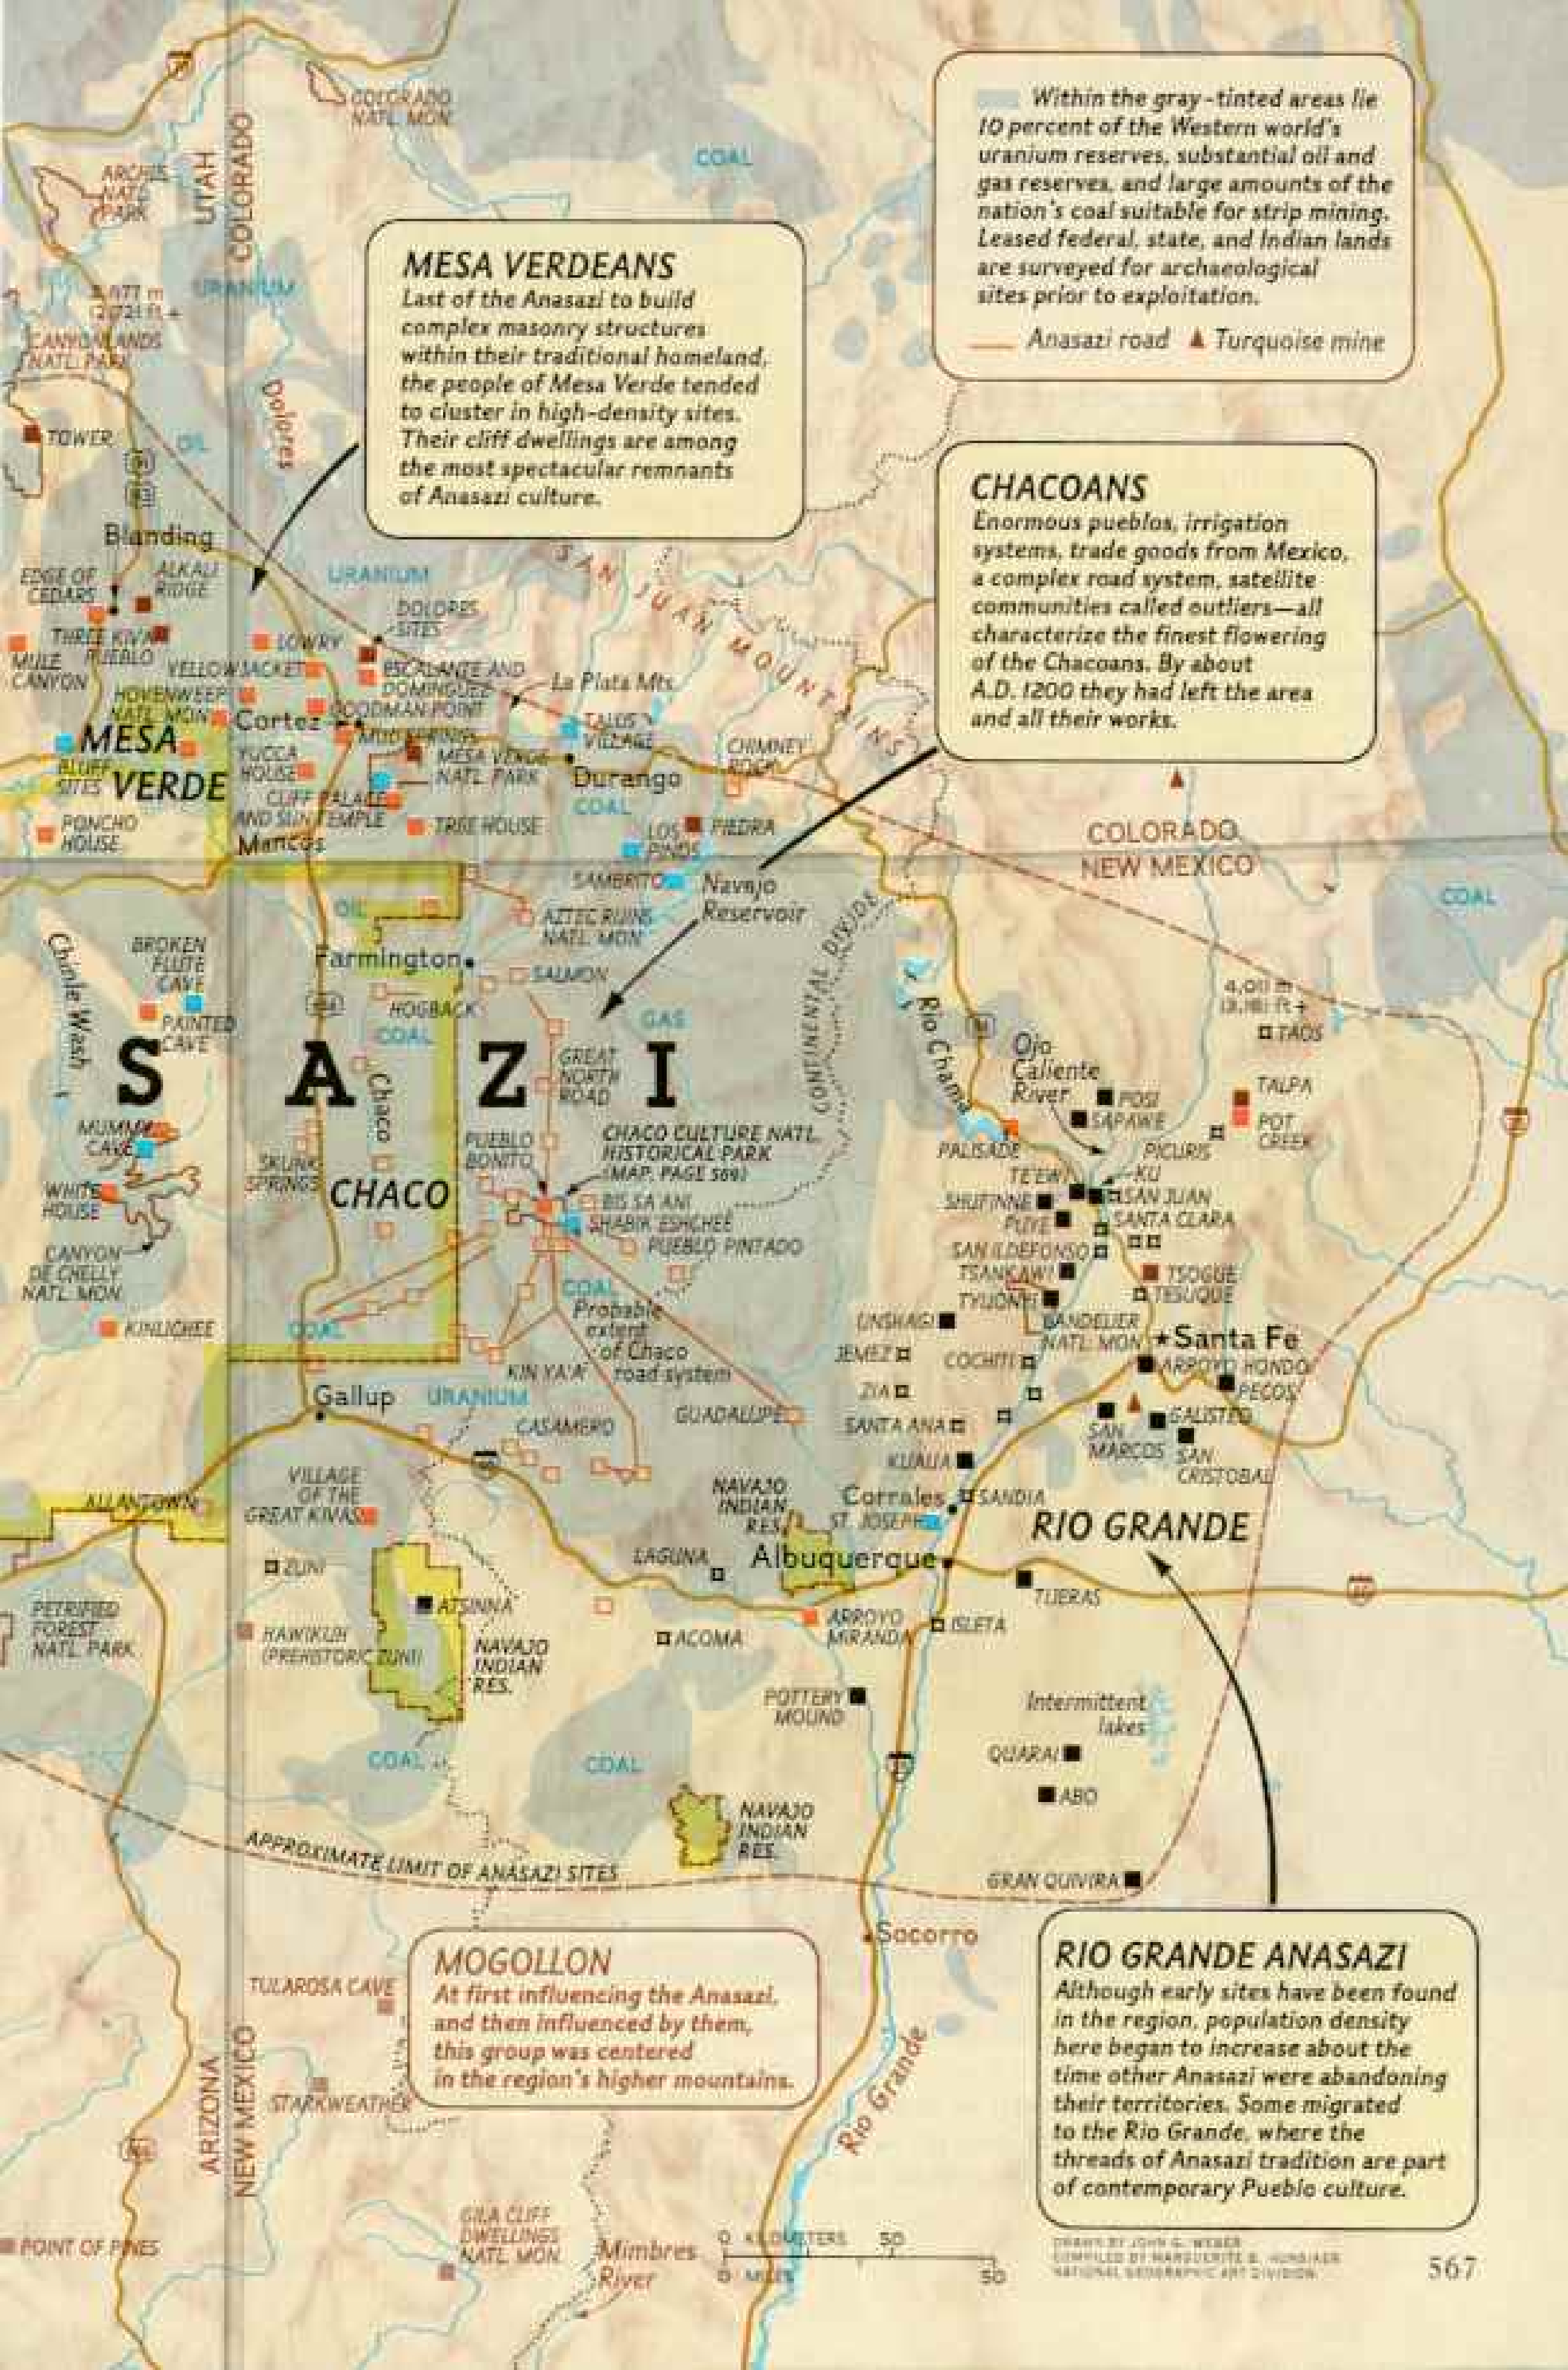 COLORADO
NATL. MON.
ARCHES
NATL.
PARK
UTAH
COLORADO
COAL
Within the gray-tinted areas lie
10 percent of the Western world's
uranium reserves, substantial oil and
gas reserves, and large amounts of the
nation's coal suitable for strip mining.
Leased federal, state, and Indian lands
are surveyed for archaeological
sites prior to exploitation.
Anasazi road
Turquoise mine
URANIUM
CANYONLANDS
NATL. PARK
MESA VERDEANS
Last of the Anasazi to build
complex masonry structures
within their traditional homeland,
the people of Mesa Verde tended
to cluster in high-density sites.
Their cliff dwellings are among
the most spectacular remnants
of Anasazi culture.
Dolores
TOWER
OIL
CHACOANS
Enormous pueblos, irrigation
systems, trade goods from Mexico,
a complex road system, satellite
communities called outliers—all
characterize the finest flowering
of the Chacoans. By about
A.D. 1200 they had left the area
and all their works.
Blanding
EDGE OF
CEDARS
ALKALI
RIDGE
URANIUM
SAN JUAN MOUNTAINS
DOLORES
SITES
THREE KIVA
PUEBLO
LOWRY
MULE
CANYON
YELLOWJACKET
ESCALANTE AND
DOMINGUEZ
La Plata Mts.
HOVENWEEP
NATL. MON.
GOODMAN POINT
Cortez
MUD SPRINGS
TALUS
VILLAGE
MESA
VERDE
BLUFF
SITES
YUCCA
HOUSE
MESA VERDE
NATL. PARK
CHIMNEY
ROCK
Durango
CLIFF PALACE
AND SUN TEMPLE
COAL
PONCHO
HOUSE
Mancos
TREE HOUSE
LOS
PINOS
PIEDRA
COLORADO
NEW MEXICO
SAMBRITO
Navajo
Reservoir
COAL
OIL
AZTEC RUINS
NATL. MON.
Chinle Wash
BROKEN
FLUTE
CAVE
Farmington
SALMON
CONTINENTAL DIVIDE
HOGBACK
PAINTED
CAVE
COAL
GAS
Rio Chama
4,011 m
TAOS
S A Z I
Chaco
GREAT
NORTH
ROAD
Ojo
Caliente
River
POSI
SAPAWE
TALPA
POT
CREEK
MUMMY
CAVE
PUEBLO
BONITO
CHACO CULTURE NATL.
HISTORICAL PARK
(MAP, PAGE 569)
PALISADE
PICURIS
SKUNK
SPRINGS
CHACO
WHITE
HOUSE
TE'EWI
KU
BIS SA'ANI
SHUFINNE
SAN JUAN
SHABIK'ESHCHEE
PUYE
SANTA CLARA
PUEBLO PINTADO
SAN ILDEFONSO
CANYON
DE CHELLY
NATL. MON.
TSANKAWI
TSOGUE
COAL
TYUONYI
TESUQUE
Probable
extent
of Chaco
road system
KINLICHEE
COAL
UNSHAGI
BANDELIER
NATL. MON.
Santa Fe
JEMEZ
COCHITI
ARROYO HONDO
KIN YA'A
ZIA
PECOS
Gallup
URANIUM
CASAMERO
GUADALUPE
SANTA ANA
GALISTEO
SAN
MARCOS
SAN
CRISTOBAL
KUAUA
VILLAGE
OF THE
GREAT KIVAS
NAVAJO
INDIAN
RES.
Corrales
SANDIA
ALLANTOWN
ST. JOSEPH
RIO GRANDE
ZUNI
LAGUNA
Albuquerque
TIJERAS
PETRIFIED
FOREST
NATL. PARK
ATSINNA
HAWIKUH
(PREHISTORIC ZUNI)
ARROYO
MIRANDA
ISLETA
NAVAJO
INDIAN
RES.
ACOMA
POTTERY
MOUND
Intermittent
lakes
COAL
COAL
QUARAI
ABO
NAVAJO
INDIAN
RES.
APPROXIMATE LIMIT OF ANASAZI SITES
GRAN QUIVIRA
Socorro
MOGOLLON
At first influencing the Anasazi,
and then influenced by them,
this group was centered
in the region's higher mountains.
RIO GRANDE ANASAZI
Although early sites have been found
in the region, population density
here began to increase about the
time other Anasazi were abandoning
their territories. Some migrated
to the Rio Grande, where the
threads of Anasazi tradition are part
of contemporary Pueblo culture.
TULAROSA CAVE
ARIZONA
NEW MEXICO
STARKWEATHER
Rio Grande
POINT OF PINES
GILA CLIFF
DWELLINGS
NATL. MON.
Mimbres
River
0 KILOMETERS 50
0 MILES 50
DRAWN BY JOHN G. WEBER
NATIONAL GEOGRAPHIC ART DIVISION
567